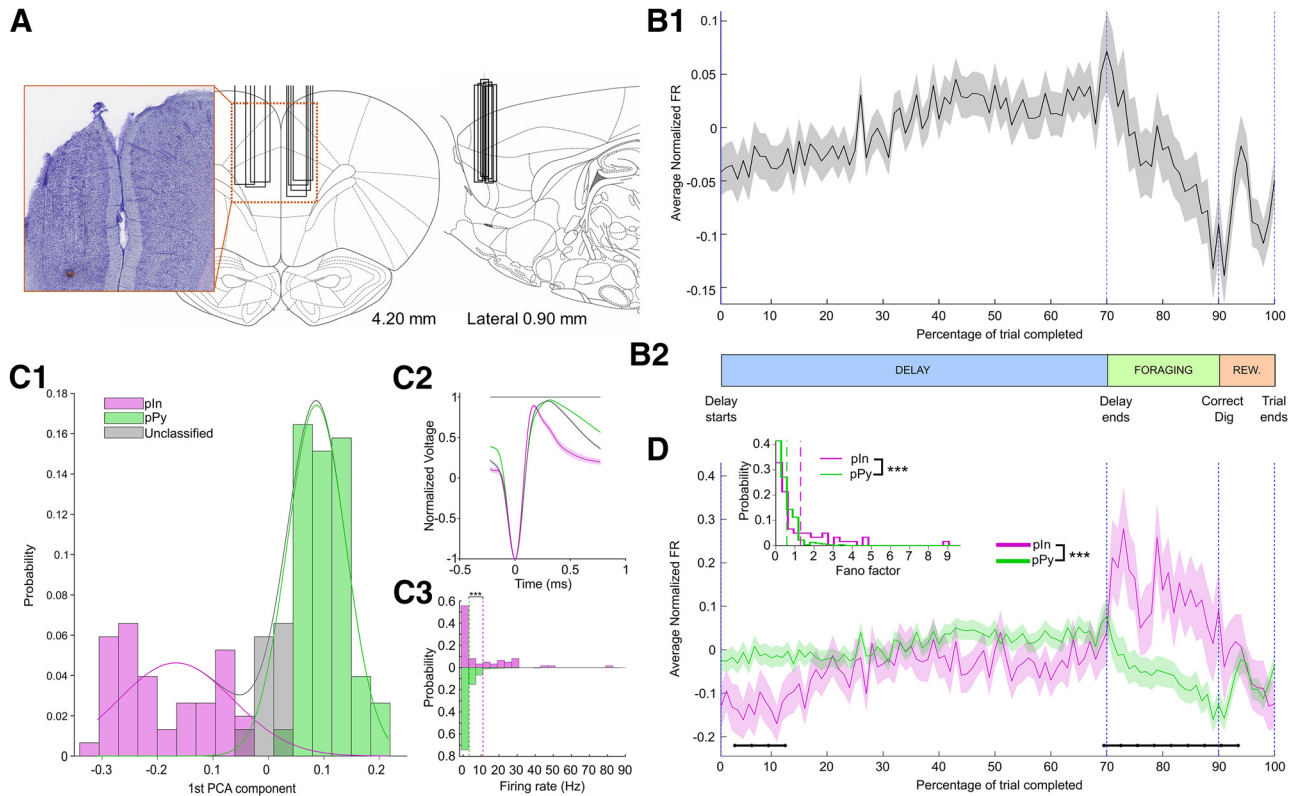 A
4.20 mm
Lateral 0.90 mm
B1
Average Normalized FR
0.1
0.05
0
-0.05
-0.1
-0.15
0 10 20 30 40 50 60 70 80 90 100
Percentage of trial completed
B2
DELAY FORAGING REW.
Delay starts
Delay ends
Correct Dig
Trial ends
C1
pIn
pPy
Unclassified
Probability
0.18
0.16
0.14
0.12
0.1
0.08
0.06
0.04
0.02
0
-0.3 -0.2 0.1 0 0.1 0.2
1st PCA component
C2
Normalized Voltage
1
0.5
0
-0.5
-1
-0.5 0 0.5 1
Time (ms)
C3
***
Probability
0.6
0.4
0.2
0
0.2
0.4
0.6
0.8
0 10 20 30 40 50 60 70 80 90
Firing rate (Hz)
D
Probability
0.4
0.3
0.2
0.1
0
0 1 2 3 4 5 6 7 8 9
Fano factor
pIn
pPy
***
pIn
pPy
***
Average Normalized FR
0.4
0.3
0.2
0.1
0
-0.1
-0.2
0 10 20 30 40 50 60 70 80 90 100
Percentage of trial completed